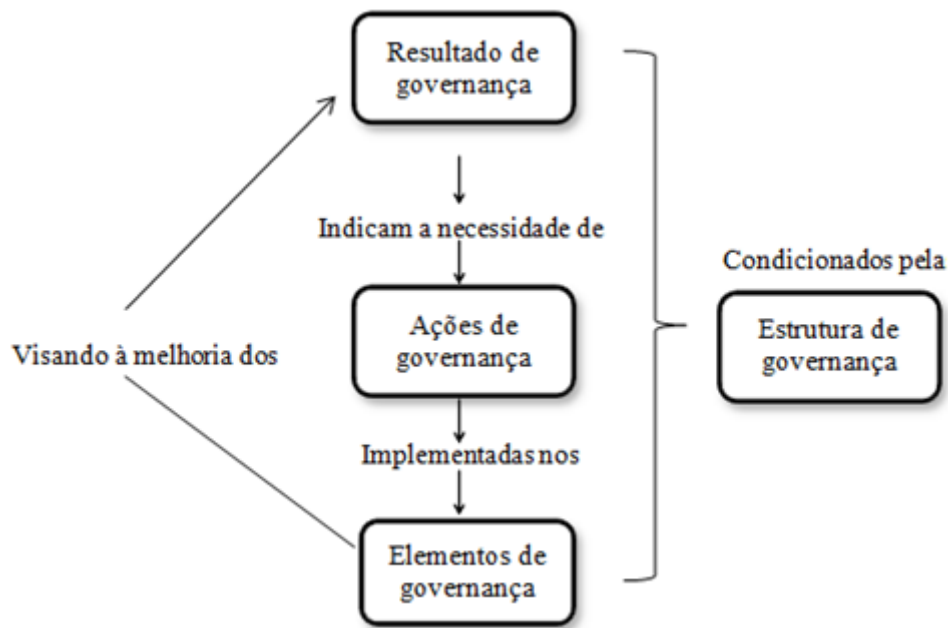 Resultado de
governança
Indicam a necessidade de
Ações de
governança
Implementadas nos
Elementos de
governança
Visando à melhoria dos
Condicionados pela
Estrutura de
governança